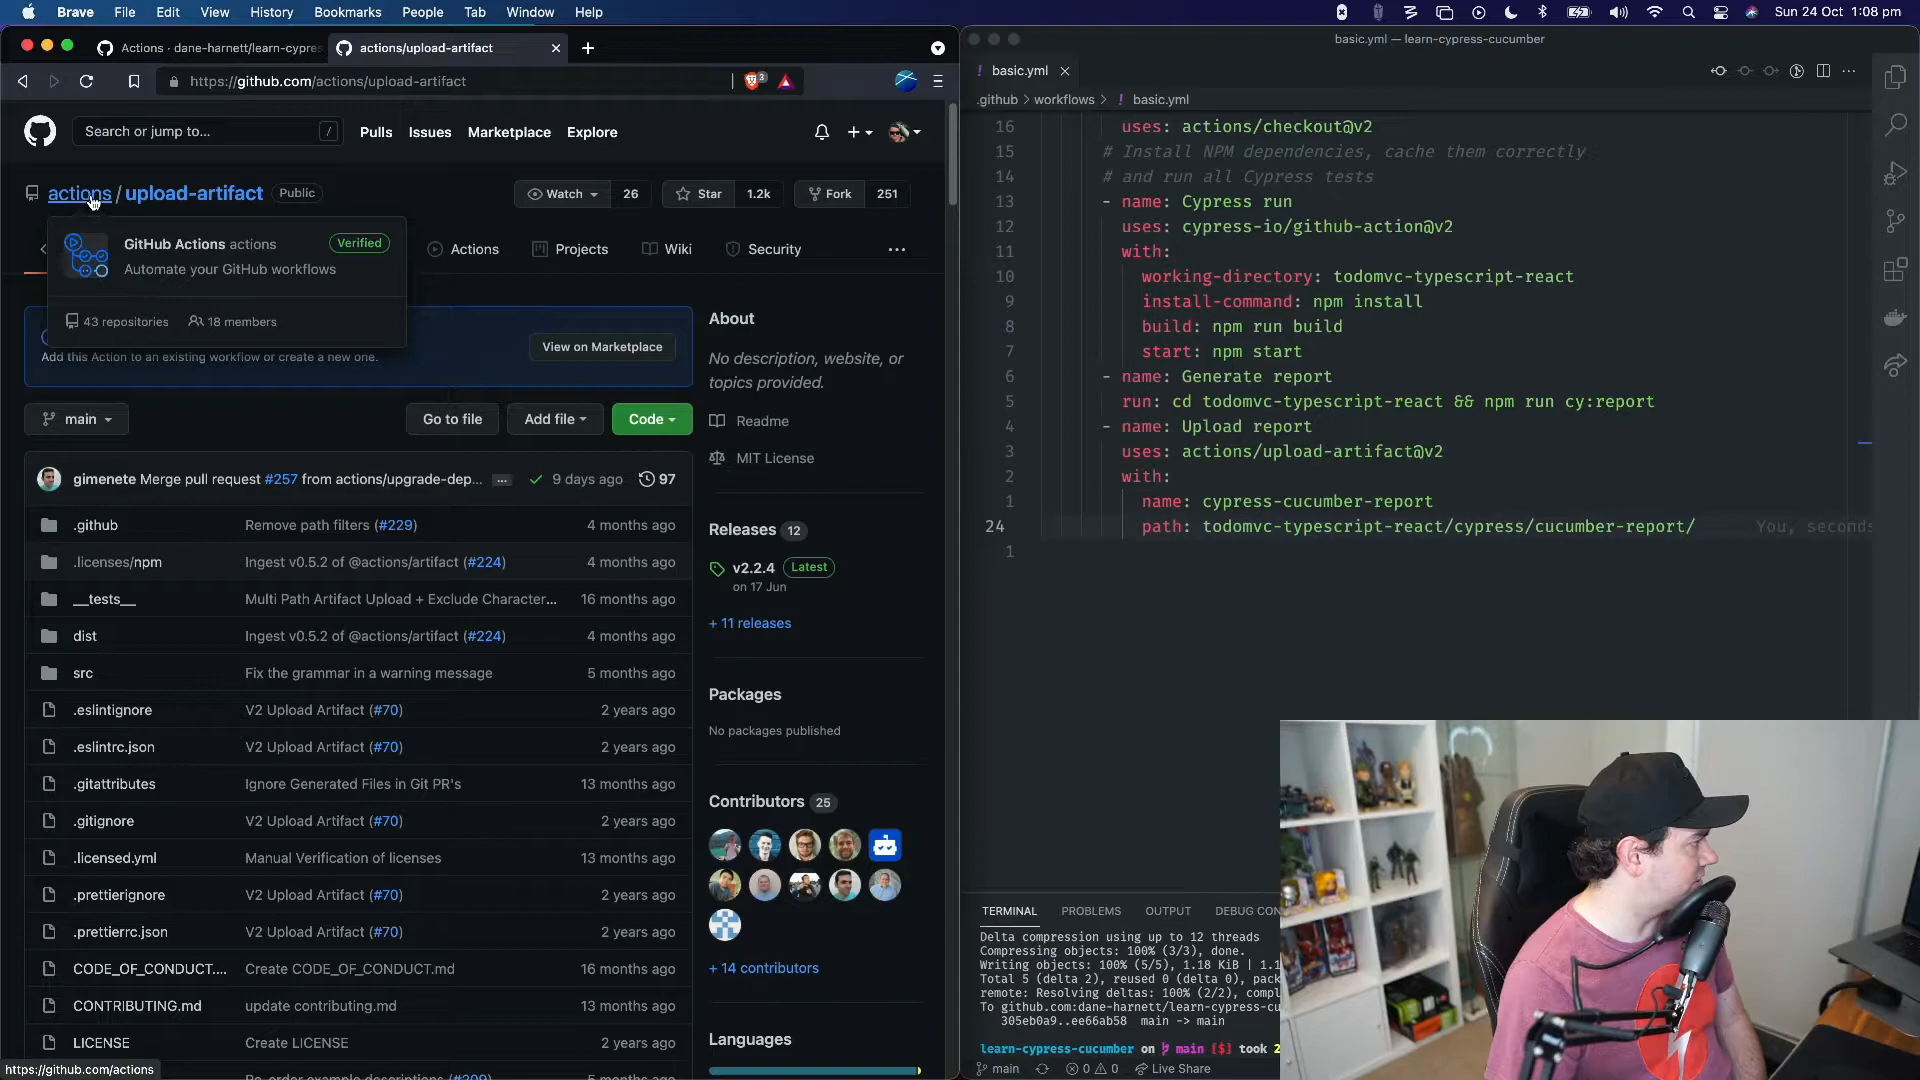 Brave File Edit View History Bookmarks People Tab Window Help
Sun 24 Oct 1:08 pm
Actions · dane-harnett/learn-cypres
actions/upload-artifact
https://github.com/actions/upload-artifact
3
Search or jump to... /
Pulls Issues Marketplace Explore
actions / upload-artifact Public
Watch 26
Star 1.2k
Fork 251
GitHub Actions actions Verified
Automate your GitHub workflows
43 repositories 18 members
Actions Projects Wiki Security
Add this Action to an existing workflow or create a new one.
View on Marketplace
main
Go to file Add file Code
gimenete Merge pull request #257 from actions/upgrade-dep... 9 days ago 97
.github Remove path filters (#229) 4 months ago
.licenses/npm Ingest v0.5.2 of @actions/artifact (#224) 4 months ago
__tests__ Multi Path Artifact Upload + Exclude Character... 16 months ago
dist Ingest v0.5.2 of @actions/artifact (#224) 4 months ago
src Fix the grammar in a warning message 5 months ago
.eslintignore V2 Upload Artifact (#70) 2 years ago
.eslintrc.json V2 Upload Artifact (#70) 2 years ago
.gitattributes Ignore Generated Files in Git PR's 13 months ago
.gitignore V2 Upload Artifact (#70) 2 years ago
.licensed.yml Manual Verification of licenses 13 months ago
.prettierignore V2 Upload Artifact (#70) 2 years ago
.prettierrc.json V2 Upload Artifact (#70) 2 years ago
CODE_OF_CONDUCT.... Create CODE_OF_CONDUCT.md 16 months ago
CONTRIBUTING.md update contributing.md 4 months ago
LICENSE Create LICENSE 2 years ago
https://github.com/actions
About
No description, website, or
topics provided.
Readme
MIT License
Releases 12
v2.2.4 Latest
on 17 Jun
+ 11 releases
Packages
No packages published
Contributors 25
+ 14 contributors
Languages
basic.yml — learn-cypress-cucumber
! basic.yml
.github > workflows > ! basic.yml
16 uses: actions/checkout@v2
15 # Install NPM dependencies, cache them correctly
14 # and run all Cypress tests
13 - name: Cypress run
12 uses: cypress-io/github-action@v2
11 with:
10 working-directory: todomvc-typescript-react
9 install-command: npm install
8 build: npm run build
7 start: npm start
6 - name: Generate report
5 run: cd todomvc-typescript-react && npm run cy:report
4 - name: Upload report
3 uses: actions/upload-artifact@v2
2 with:
1 name: cypress-cucumber-report
24 path: todomvc-typescript-react/cypress/cucumber-report/ You, seconds
1
TERMINAL PROBLEMS OUTPUT DEBUG CON
Delta compression using up to 12 threads
Compressing objects: 100% (3/3), done.
Writing objects: 100% (5/5), 1.18 KiB | 1.1
Total 5 (delta 2), reused 0 (delta 0), pack
remote: Resolving deltas: 100% (2/2), compl
To github.com:dane-harnett/learn-cypress-cu
305eb0a9..ee66ab58 main -> main
learn-cypress-cucumber on main [$] took 2
main 0 0 Live Share